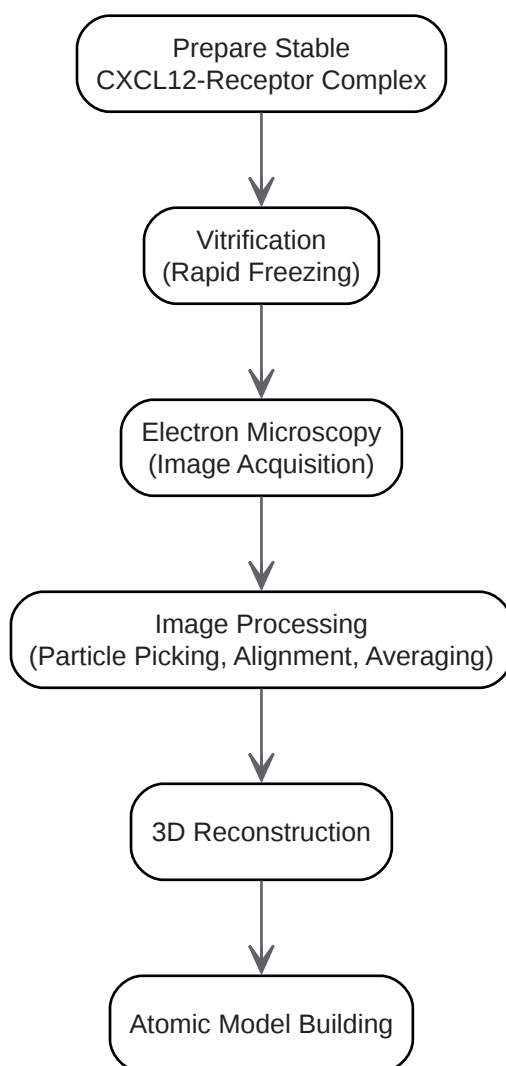 Prepare Stable
CXCL12-Receptor Complex
Vitrification
(Rapid Freezing)
Electron Microscopy
(Image Acquisition)
Image Processing
(Particle Picking, Alignment, Averaging)
3D Reconstruction
Atomic Model Building